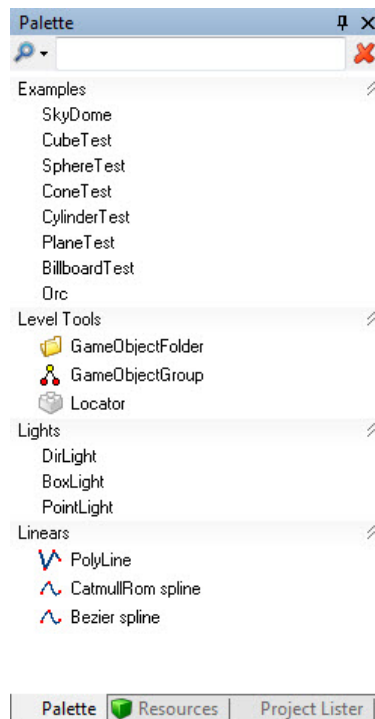 Palette
Examples
SkyDome
CubeTest
SphereTest
ConeTest
CylinderTest
PlaneTest
BillboardTest
Orc
Level Tools
GameObjectFolder
GameObjectGroup
Locator
Lights
DirLight
BoxLight
PointLight
Linears
PolyLine
CatmullRom spline
Bezier spline
Palette Resources Project Lister